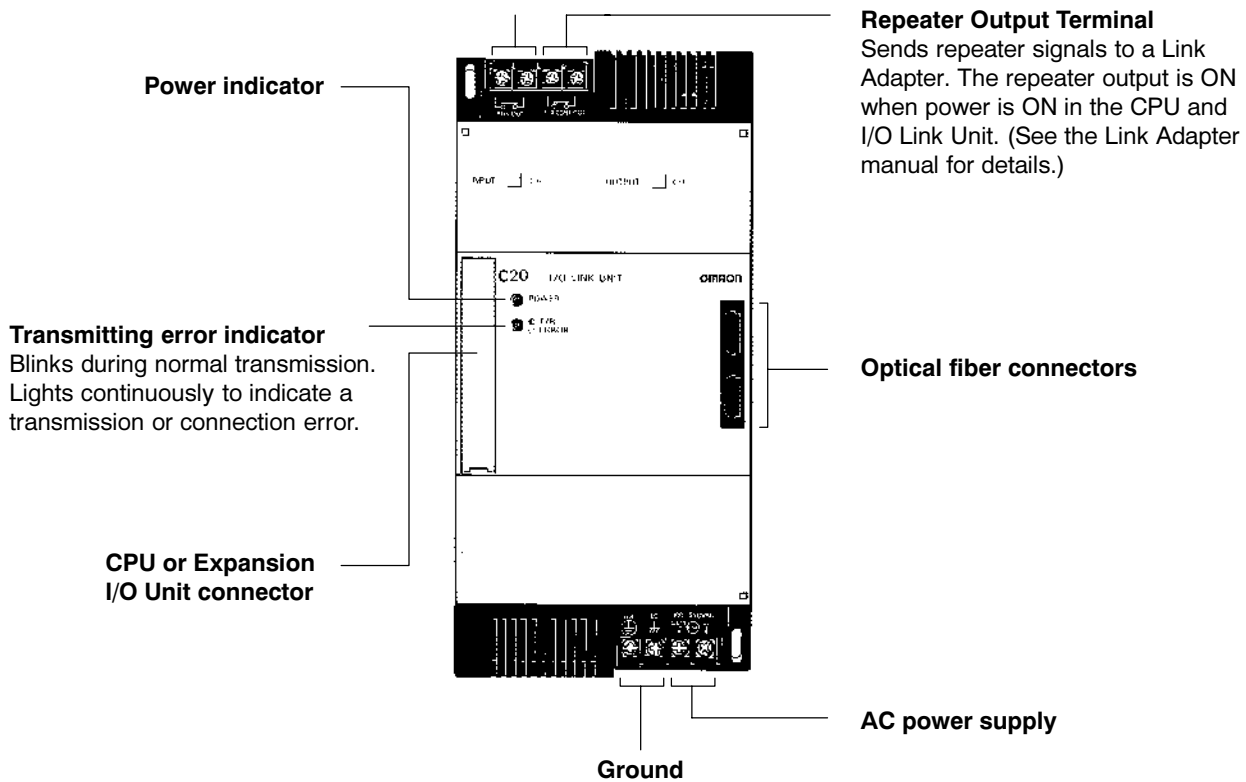 Repeater Output Terminal
Sends repeater signals to a Link
Adapter. The repeater output is ON
when power is ON in the CPU and
I/O Link Unit. (See the Link Adapter
manual for details.)
Power indicator
INPUT
OUTPUT
C20 I/O LINK UNIT OMRON
POWER
T/R
ERROR
Transmitting error indicator
Blinks during normal transmission.
Lights continuously to indicate a
transmission or connection error.
Optical fiber connectors
CPU or Expansion
I/O Unit connector
AC power supply
Ground